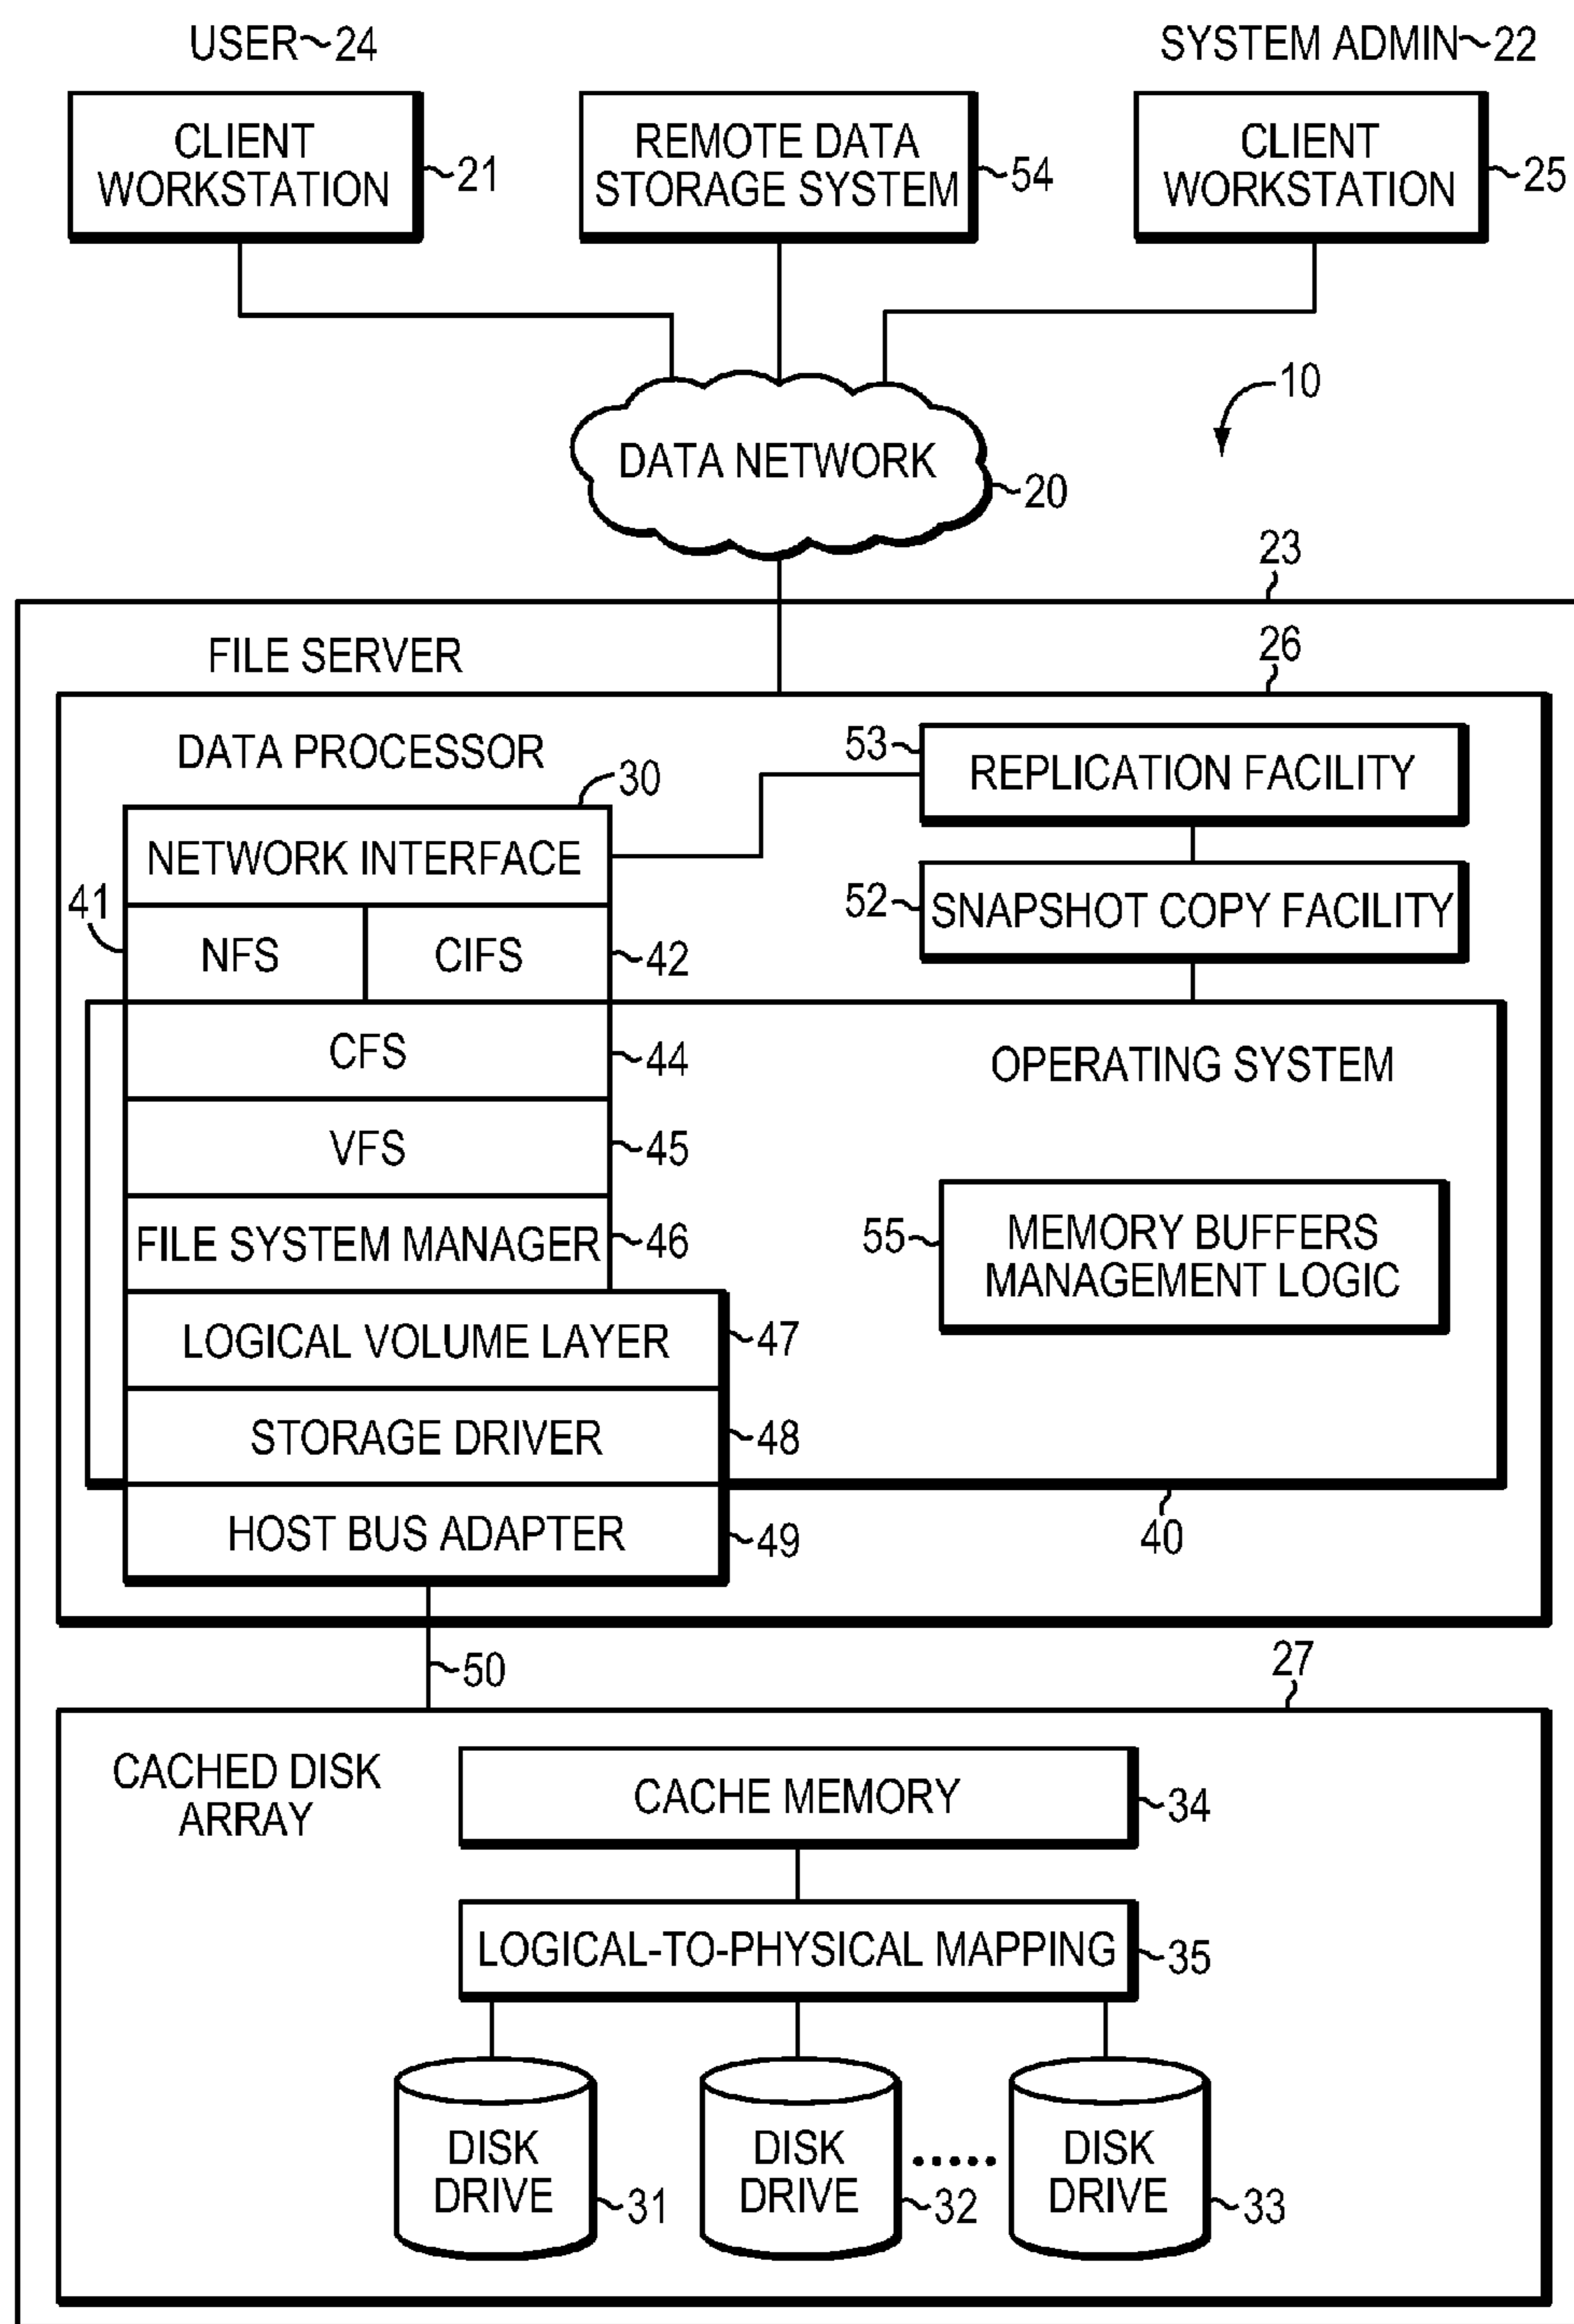 USER~24
SYSTEM ADMIN~22
CLIENT
WORKSTATION
21
REMOTE DATA
STORAGE SYSTEM
54
CLIENT
WORKSTATION
25
10
DATA NETWORK
20
23
FILE SERVER
26
DATA PROCESSOR
30
53
REPLICATION FACILITY
NETWORK INTERFACE
41
52
SNAPSHOT COPY FACILITY
NFS
CIFS
42
CFS
44
OPERATING SYSTEM
VFS
45
FILE SYSTEM MANAGER
46
55
MEMORY BUFFERS
MANAGEMENT LOGIC
LOGICAL VOLUME LAYER
47
STORAGE DRIVER
48
HOST BUS ADAPTER
49
40
50
27
CACHED DISK
ARRAY
CACHE MEMORY
34
LOGICAL-TO-PHYSICAL MAPPING
35
DISK
DRIVE
31
DISK
DRIVE
32
.....
DISK
DRIVE
33